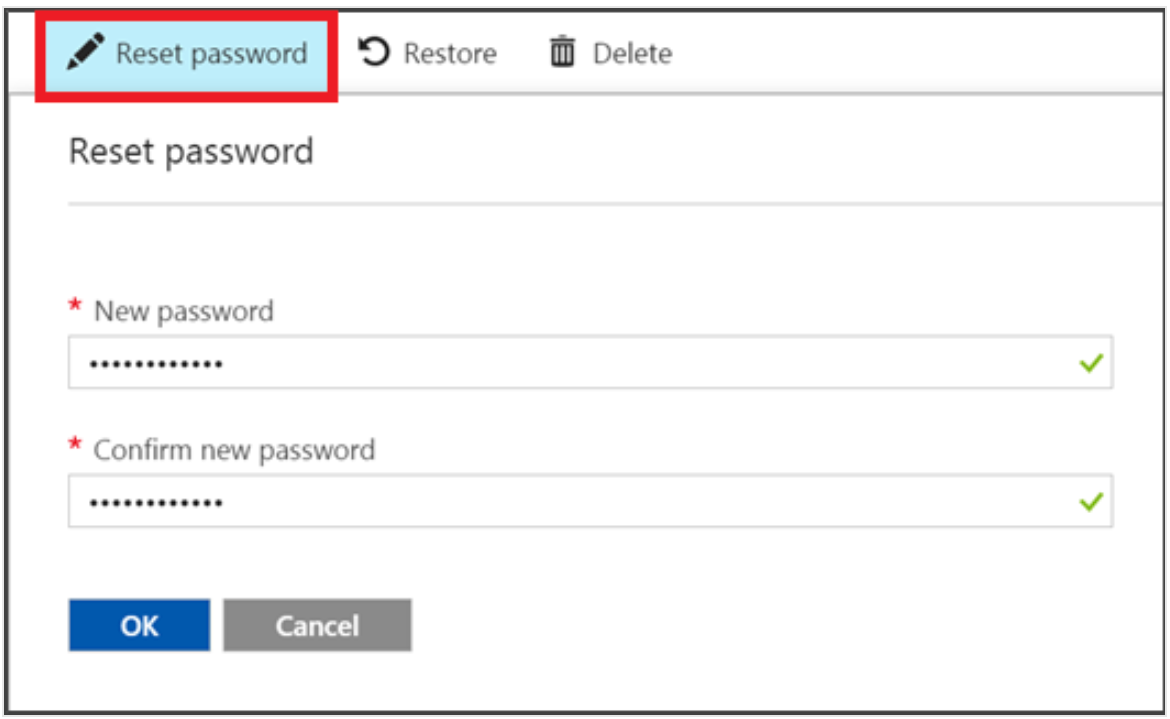 Reset password Restore Delete
Reset password
* New password
••••••••••••
* Confirm new password
••••••••••••
OK Cancel